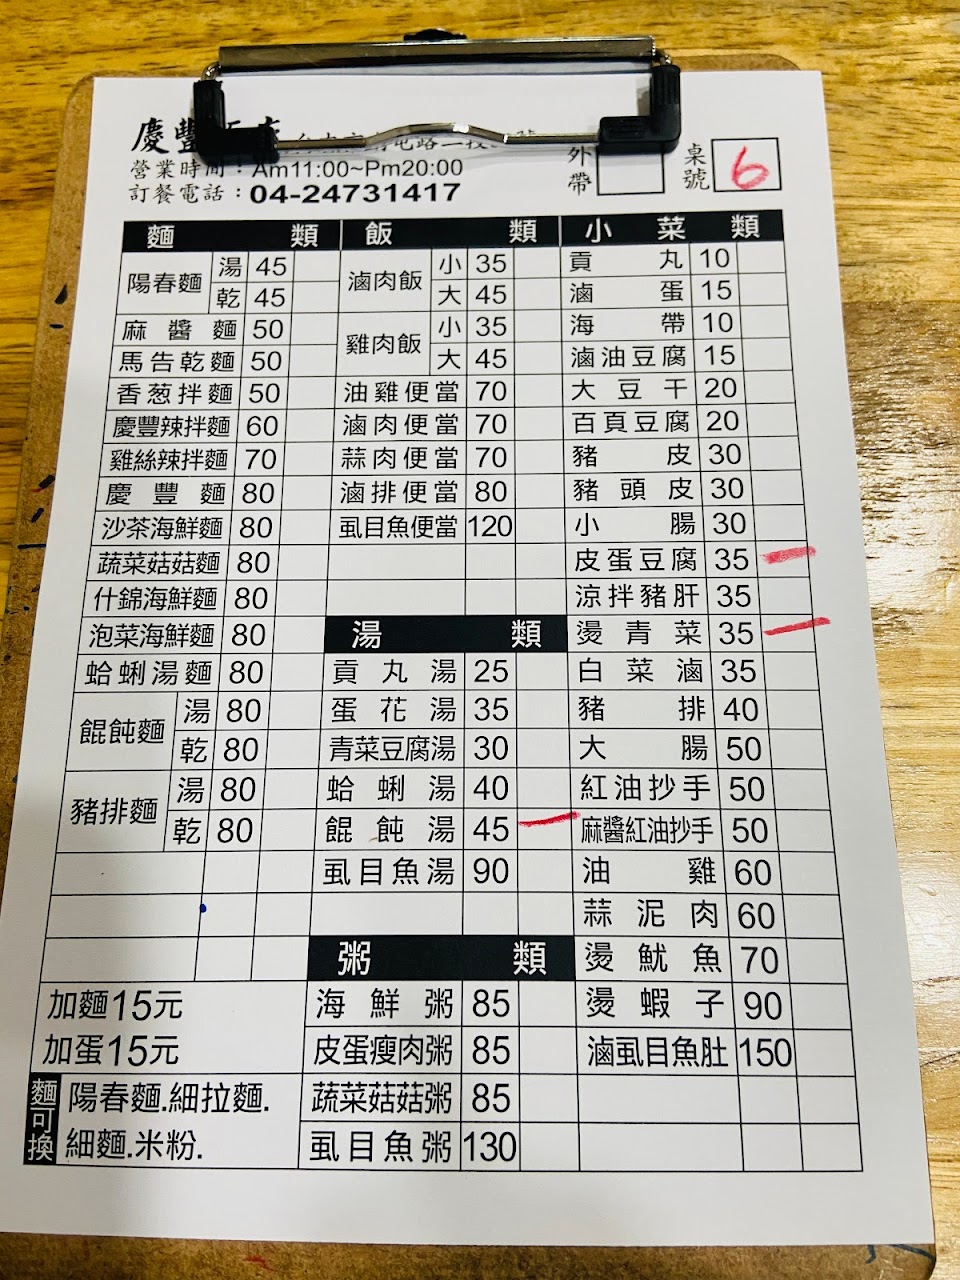 慶豐
營業時間：Am11:00~Pm20:00
訂餐電話：04-24731417
外帶
桌號 6
麵 類
陽春麵 湯 45
乾 45
麻醬麵 50
馬告乾麵 50
香葱拌麵 50
慶豐辣拌麵 60
雞絲辣拌麵 70
慶豐麵 80
沙茶海鮮麵 80
蔬菜菇菇麵 80
什錦海鮮麵 80
泡菜海鮮麵 80
蛤蜊湯麵 80
餛飩麵 湯 80
乾 80
豬排麵 湯 80
乾 80
加麵15元
加蛋15元
麵可換
陽春麵.細拉麵.
細麵.米粉.
飯 類
滷肉飯 小 35
大 45
雞肉飯 小 35
大 45
油雞便當 70
滷肉便當 70
蒜肉便當 70
滷排便當 80
虱目魚便當 120
湯 類
貢丸湯 25
蛋花湯 35
青菜豆腐湯 30
蛤蜊湯 40
餛飩湯 45
虱目魚湯 90
粥 類
海鮮粥 85
皮蛋瘦肉粥 85
蔬菜菇菇粥 85
虱目魚粥 130
小菜類
貢丸 10
滷蛋 15
海帶 10
滷油豆腐 15
大豆干 20
百頁豆腐 20
豬皮 30
豬頭皮 30
小腸 30
皮蛋豆腐 35
涼拌豬肝 35
燙青菜 35
白菜滷 35
豬排 40
大腸 50
紅油抄手 50
麻醬紅油抄手 50
油雞 60
蒜泥肉 60
燙魷魚 70
燙蝦子 90
滷虱目魚肚 150